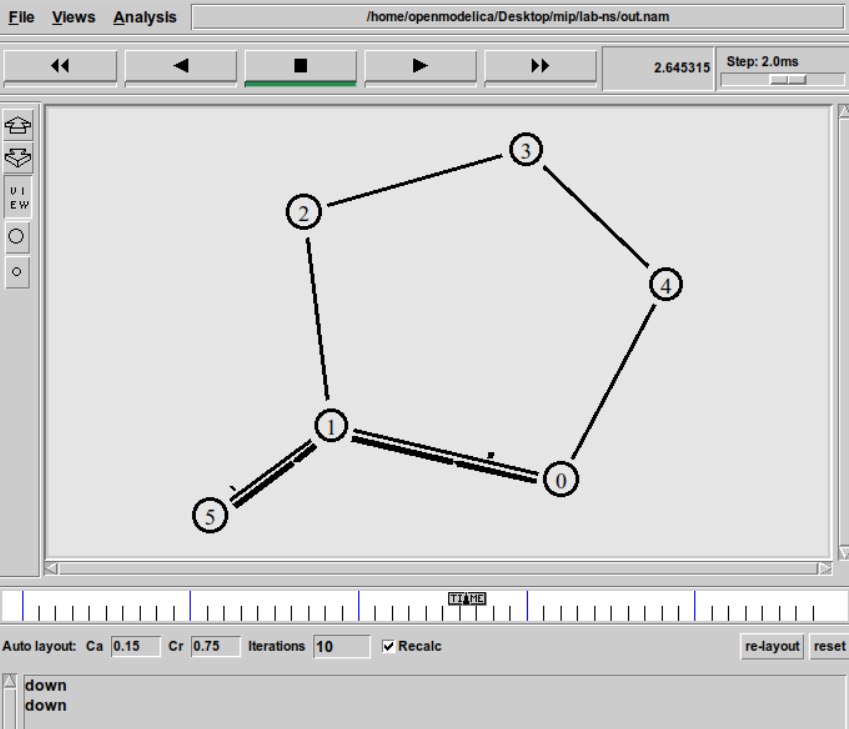 File Views Analysis /home/openmodelica/Desktop/mip/lab-ns/out.nam
2.645315 Step: 2.0ms
VI
EW
3
2
4
1
0
5
TIME
Auto layout: Ca 0.15 Cr 0.75 Iterations 10 Recalc re-layout reset
down
down